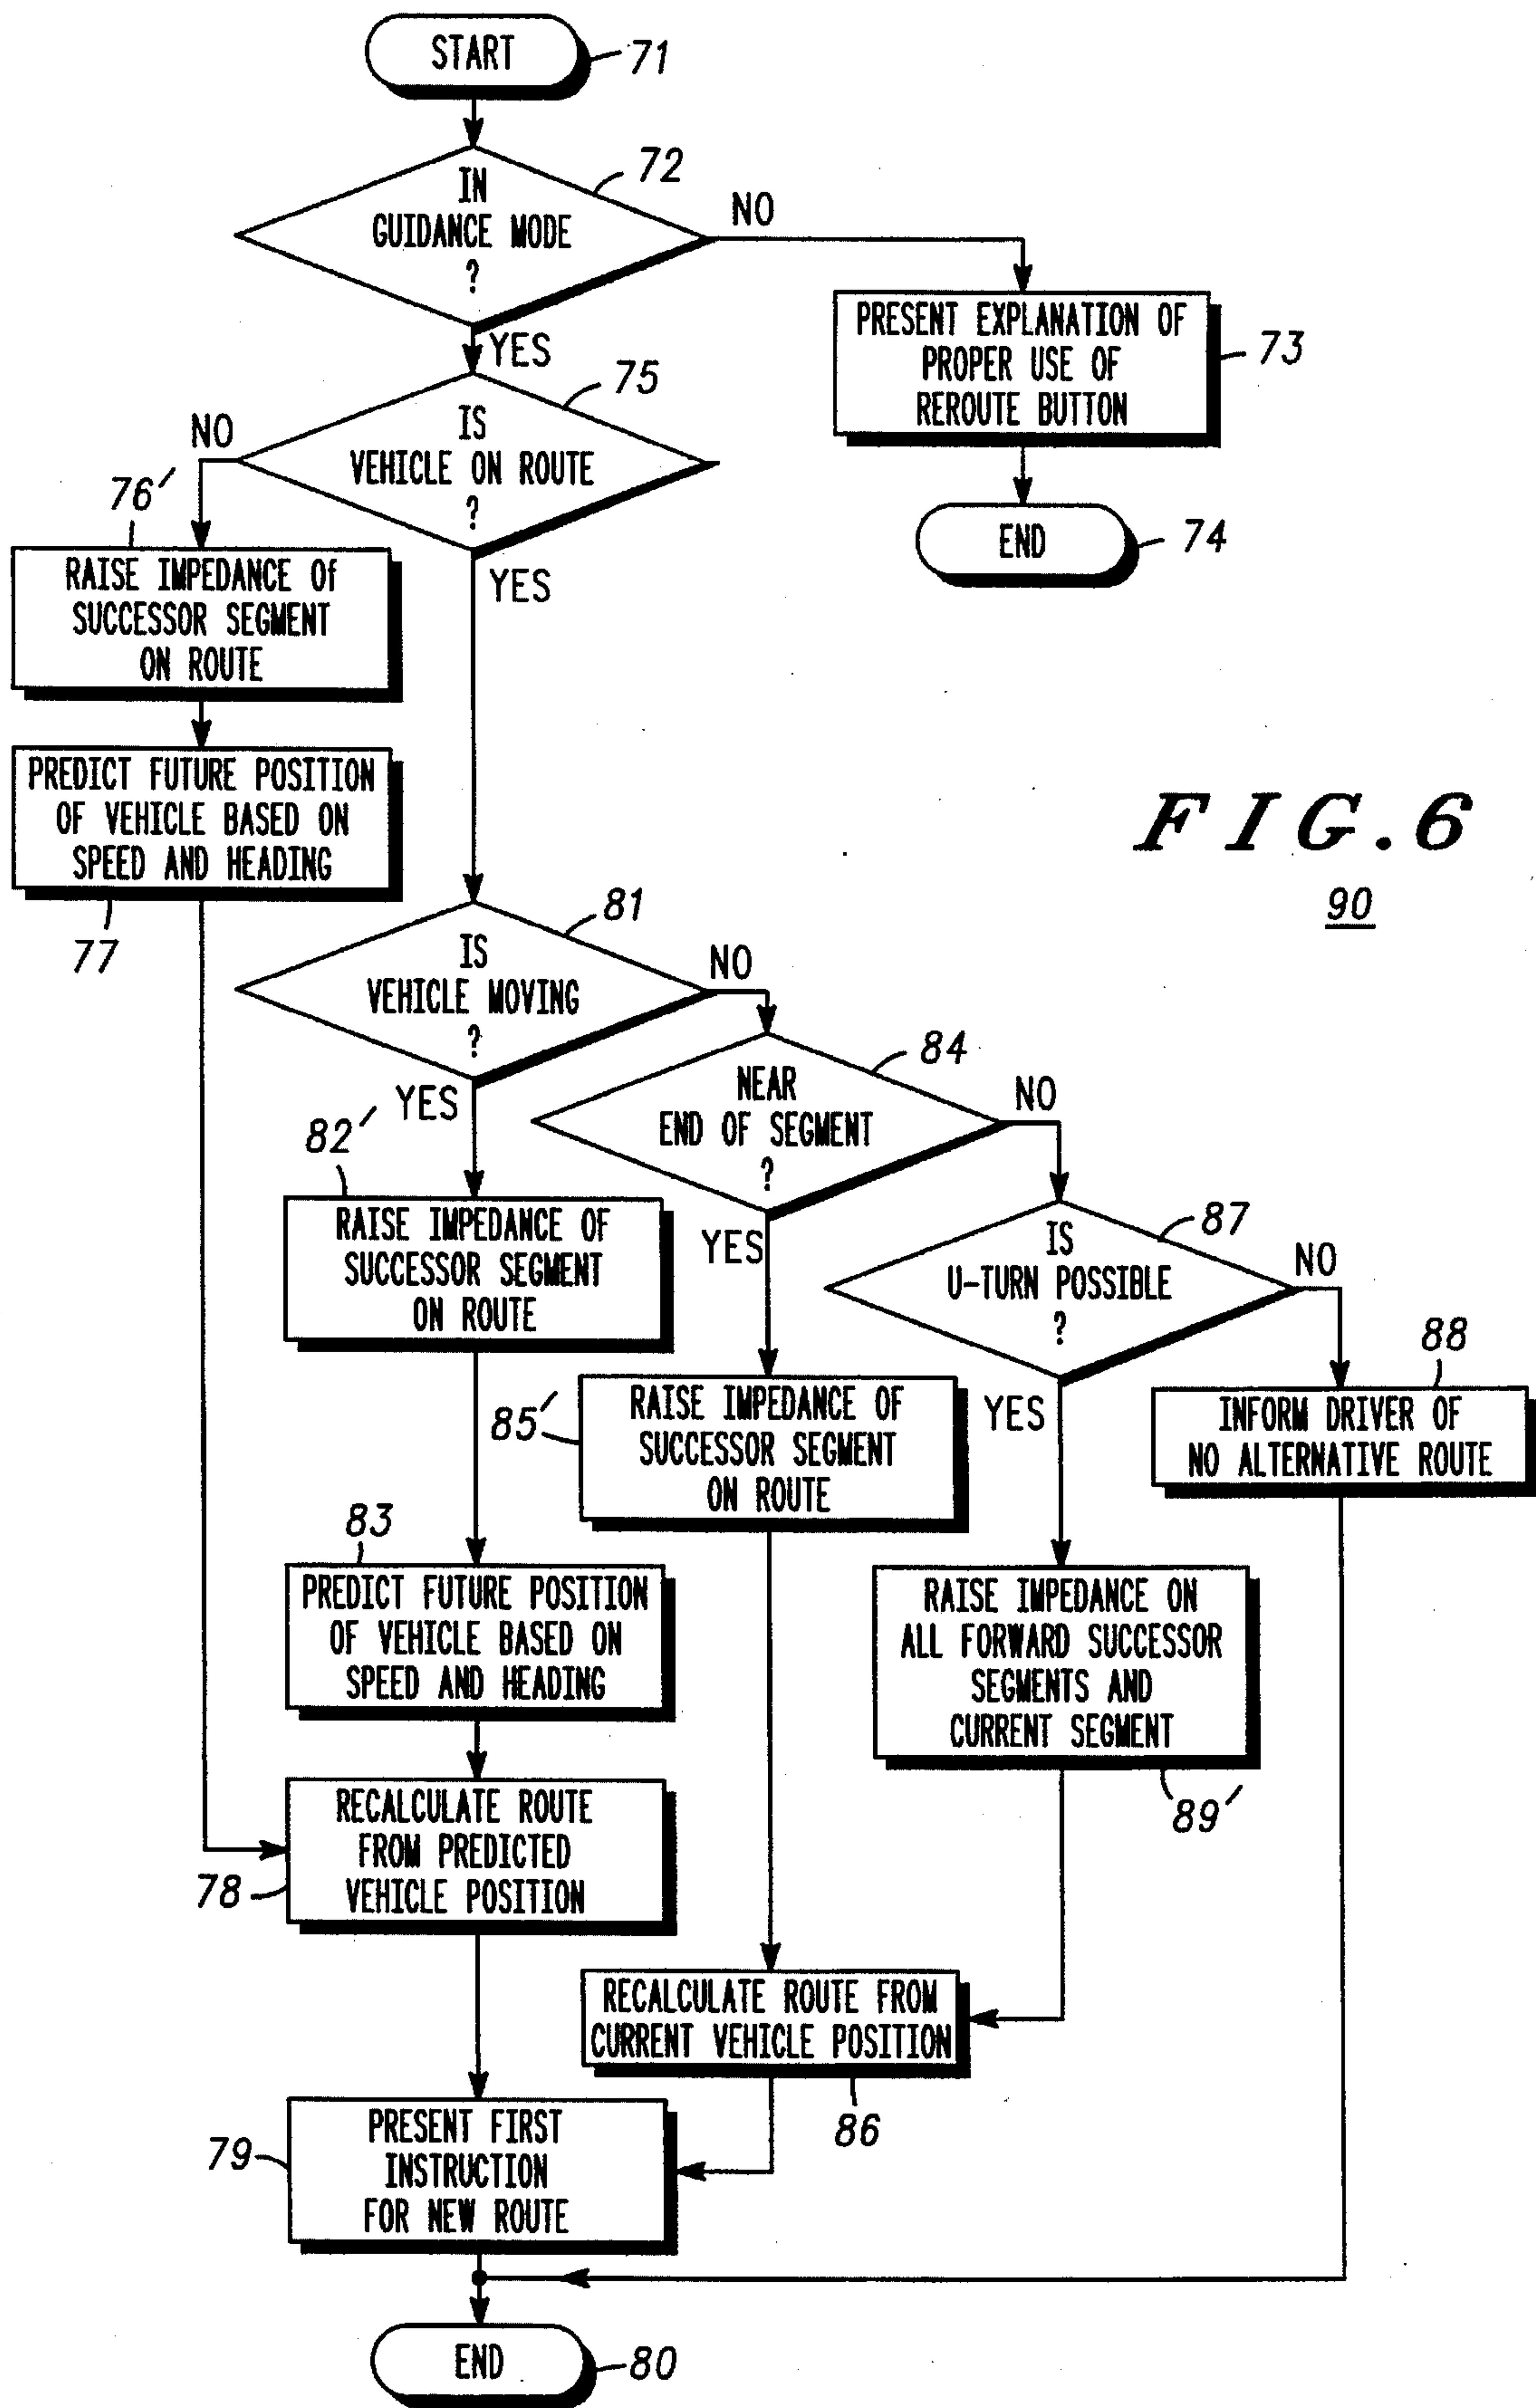 START
71
IN
GUIDANCE MODE
?
72
NO
YES
PRESENT EXPLANATION OF
PROPER USE OF
REROUTE BUTTON
73
END
74
IS
VEHICLE ON ROUTE
?
75
NO
YES
76'
RAISE IMPEDANCE Of
SUCCESSOR SEGMENT
ON ROUTE
PREDICT FUTURE POSITION
OF VEHICLE BASED ON
SPEED AND HEADING
77
FIG.6
90
IS
VEHICLE MOVING
?
81
NO
YES
NEAR
END OF SEGMENT
?
84
NO
YES
82'
RAISE IMPEDANCE OF
SUCCESSOR SEGMENT
ON ROUTE
IS
U-TURN POSSIBLE
?
87
NO
YES
85'
RAISE IMPEDANCE OF
SUCCESSOR SEGMENT
ON ROUTE
88
INFORM DRIVER OF
NO ALTERNATIVE ROUTE
83
PREDICT FUTURE POSITION
OF VEHICLE BASED ON
SPEED AND HEADING
RAISE IMPEDANCE ON
ALL FORWARD SUCCESSOR
SEGMENTS AND
CURRENT SEGMENT
89'
RECALCULATE ROUTE
FROM PREDICTED
VEHICLE POSITION
78
RECALCULATE ROUTE FROM
CURRENT VEHICLE POSITION
86
PRESENT FIRST
INSTRUCTION
FOR NEW ROUTE
79
END
80